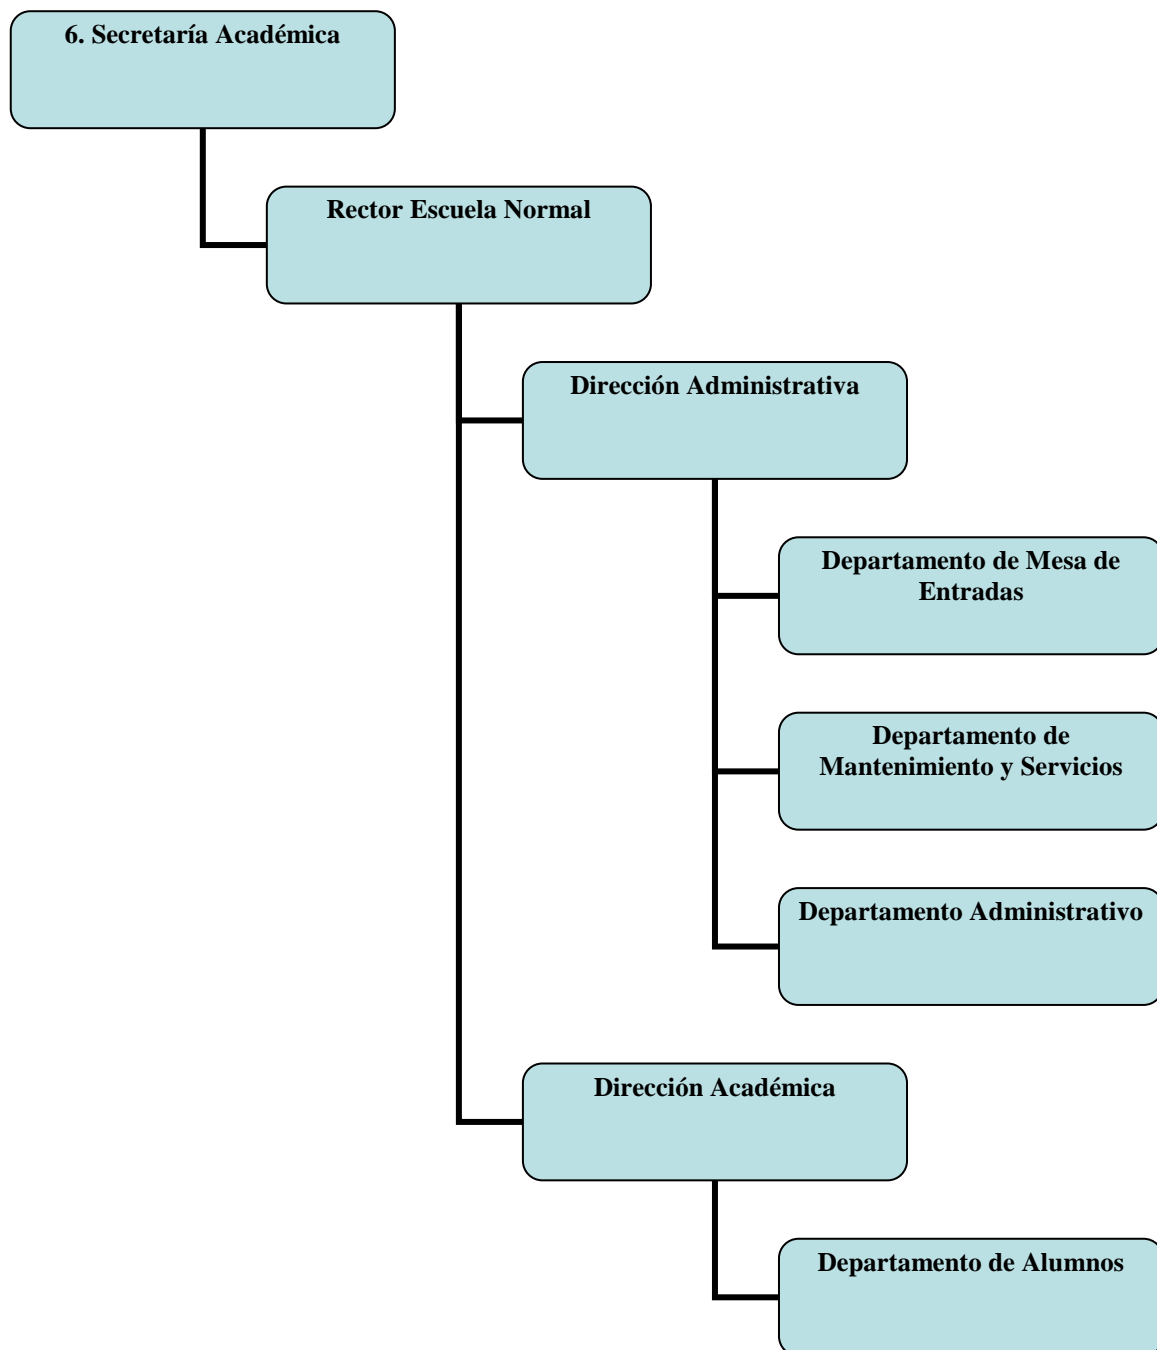 6. Secretaría Académica
Rector Escuela Normal
Dirección Administrativa
Departamento de Mesa de
Entradas
Departamento de
Mantenimiento y Servicios
Departamento Administrativo
Dirección Académica
Departamento de Alumnos